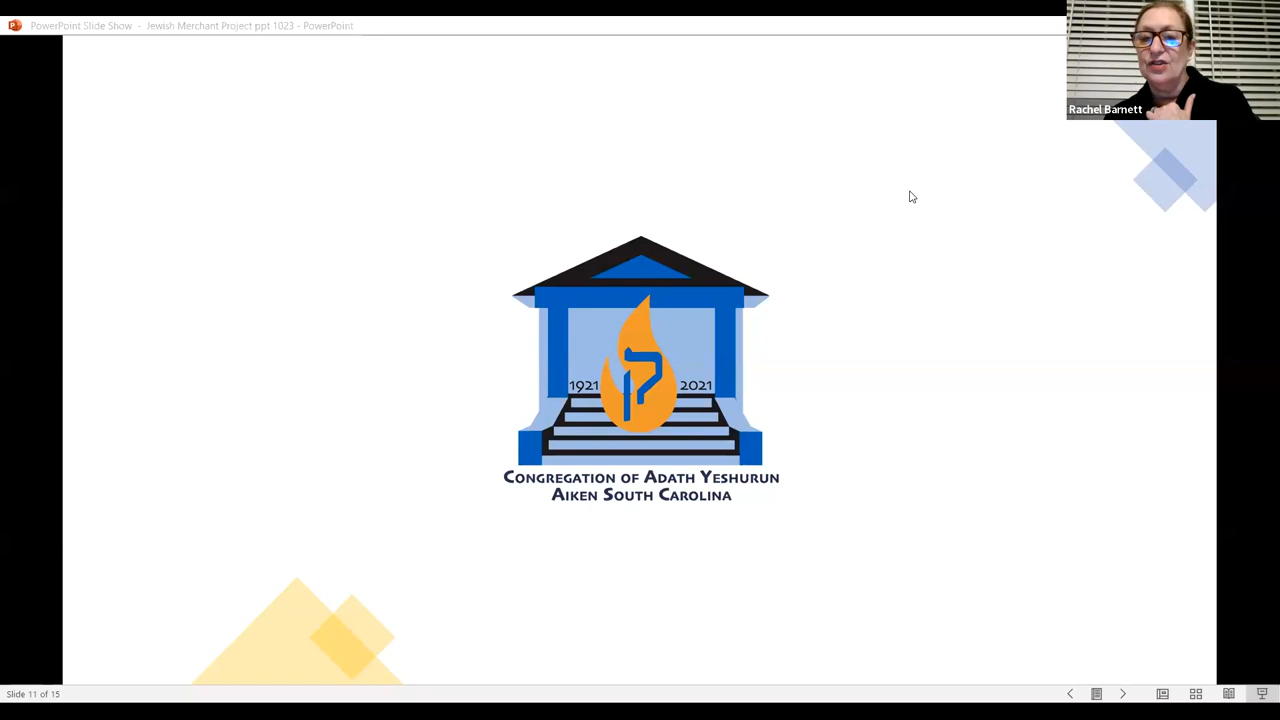 PowerPoint Slide Show - Jewish Merchant Project ppt 1023 - PowerPoint
Rachel Barnett
1921 ק 2021
CONGREGATION OF ADATH YESHURUN
AIKEN SOUTH CAROLINA
Slide 11 of 15